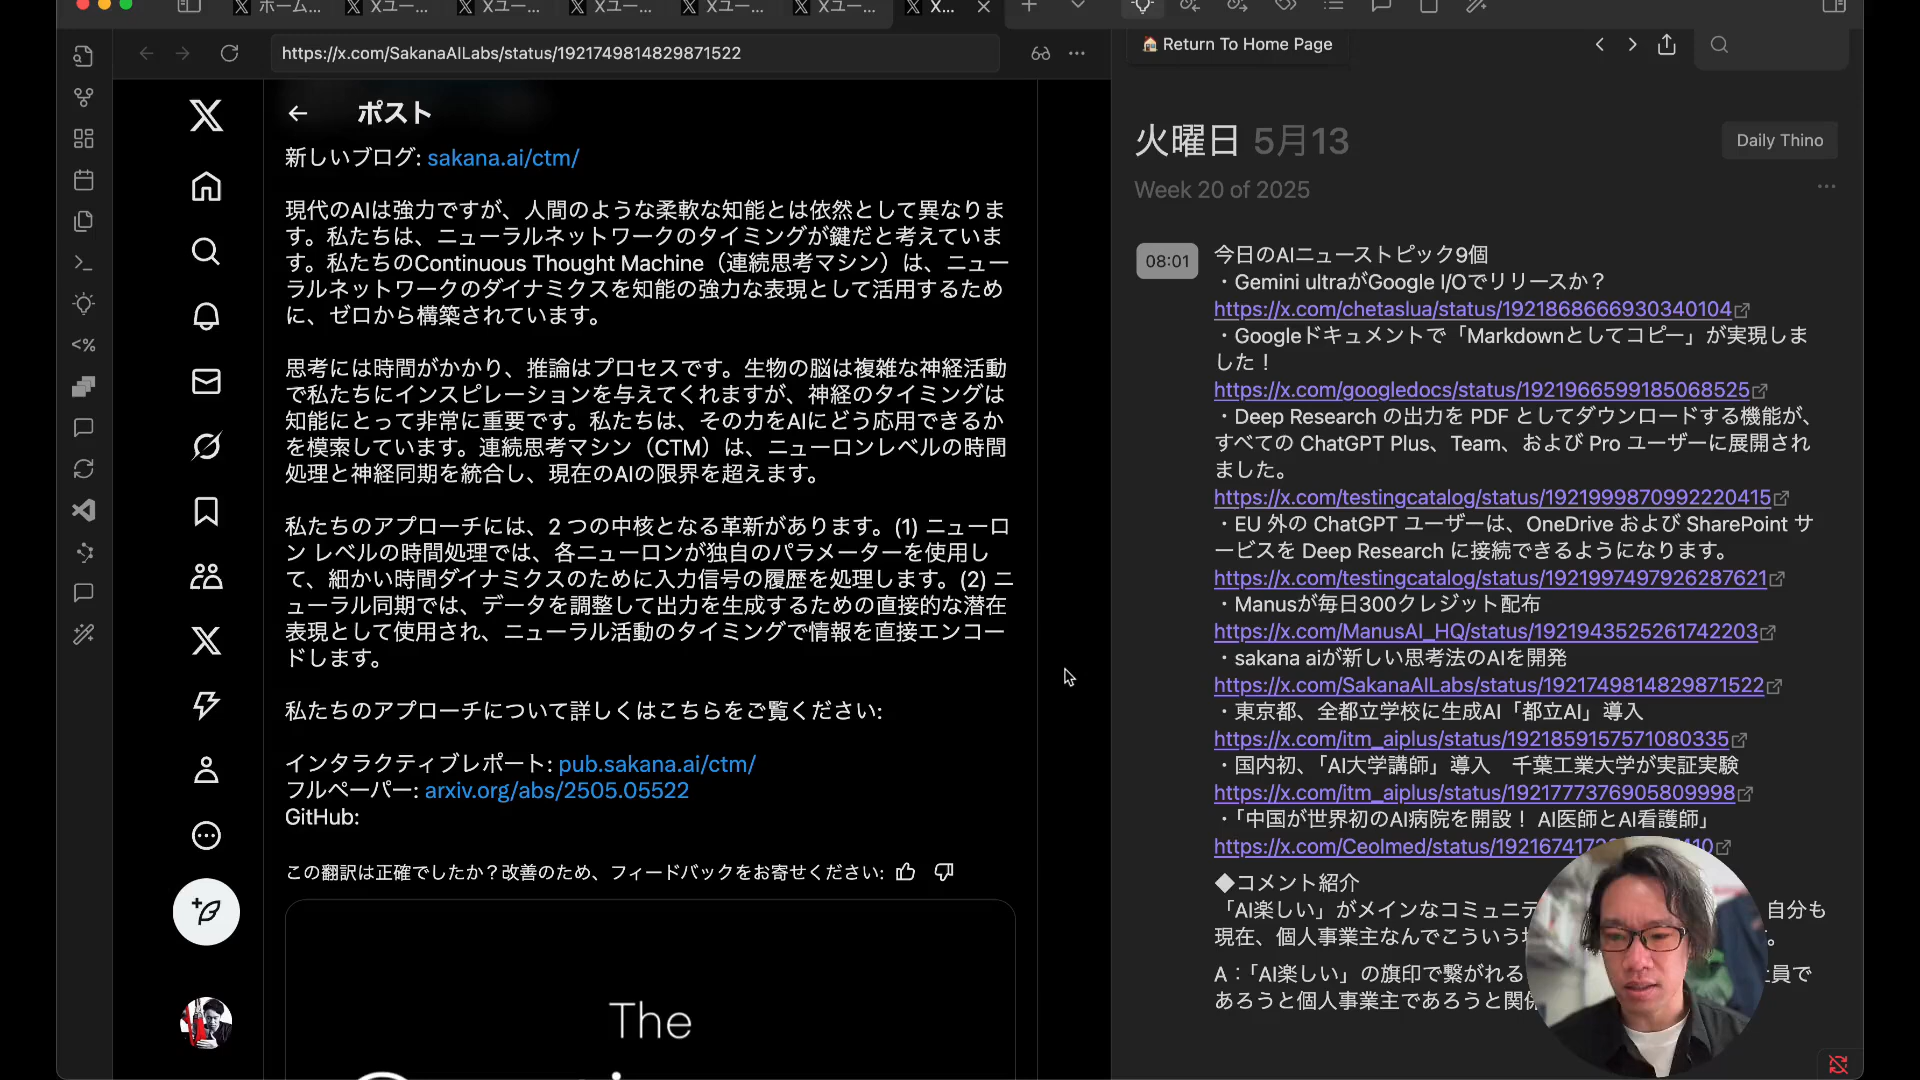 ホーム...
Xユー...
Xユー...
Xユー...
Xユー...
Xユー...
X...
https://x.com/SakanaAILabs/status/1921749814829871522
ポスト
新しいブログ: sakana.ai/ctm/
現代のAIは強力ですが、人間のような柔軟な知能とは依然として異なりま
す。私たちは、ニューラルネットワークのタイミングが鍵だと考えていま
す。私たちのContinuous Thought Machine（連続思考マシン）は、ニュー
ラルネットワークのダイナミクスを知能の強力な表現として活用するため
に、ゼロから構築されています。
思考には時間がかかり、推論はプロセスです。生物の脳は複雑な神経活動
で私たちにインスピレーションを与えてくれますが、神経のタイミングは
知能にとって非常に重要です。私たちは、その力をAIにどう応用できるか
を模索しています。連続思考マシン（CTM）は、ニューロンレベルの時間
処理と神経同期を統合し、現在のAIの限界を超えます。
私たちのアプローチには、2 つの中核となる革新があります。(1) ニューロ
ン レベルの時間処理では、各ニューロンが独自のパラメーターを使用し
て、細かい時間ダイナミクスのために入力信号の履歴を処理します。(2) ニ
ューラル同期では、データを調整して出力を生成するための直接的な潜在
表現として使用され、ニューラル活動のタイミングで情報を直接エンコー
ドします。
私たちのアプローチについて詳しくはこちらをご覧ください:
インタラクティブレポート: pub.sakana.ai/ctm/
フルペーパー: arxiv.org/abs/2505.05522
GitHub:
この翻訳は正確でしたか？改善のため、フィードバックをお寄せください:
The
Return To Home Page
火曜日 5月13
Daily Thino
Week 20 of 2025
08:01
今日のAIニューストピック9個
・Gemini ultraがGoogle I/Oでリリースか？
https://x.com/chetaslua/status/1921868666930340104
・Googleドキュメントで「Markdownとしてコピー」が実現しま
した！
https://x.com/googledocs/status/1921966599185068525
・Deep Research の出力を PDF としてダウンロードする機能が、
すべての ChatGPT Plus、Team、および Pro ユーザーに展開され
ました。
https://x.com/testingcatalog/status/1921999870992220415
・EU 外の ChatGPT ユーザーは、OneDrive および SharePoint サ
ービスを Deep Research に接続できるようになります。
https://x.com/testingcatalog/status/1921997497926287621
・Manusが毎日300クレジット配布
https://x.com/ManusAI_HQ/status/1921943525261742203
・sakana aiが新しい思考法のAIを開発
https://x.com/SakanaAILabs/status/1921749814829871522
・東京都、全都立学校に生成AI「都立AI」導入
https://x.com/itm_aiplus/status/1921859157571080335
・国内初、「AI大学講師」導入　千葉工業大学が実証実験
https://x.com/itm_aiplus/status/1921777376905809998
・「中国が世界初のAI病院を開設！ AI医師とAI看護師」
https://x.com/CeoImed/status/19216741
◆コメント紹介
「AI楽しい」がメインなコミュニテ 自分も
現在、個人事業主なんでこういう
A：「AI楽しい」の旗印で繋がれる 員で
あろうと個人事業主であろうと関係